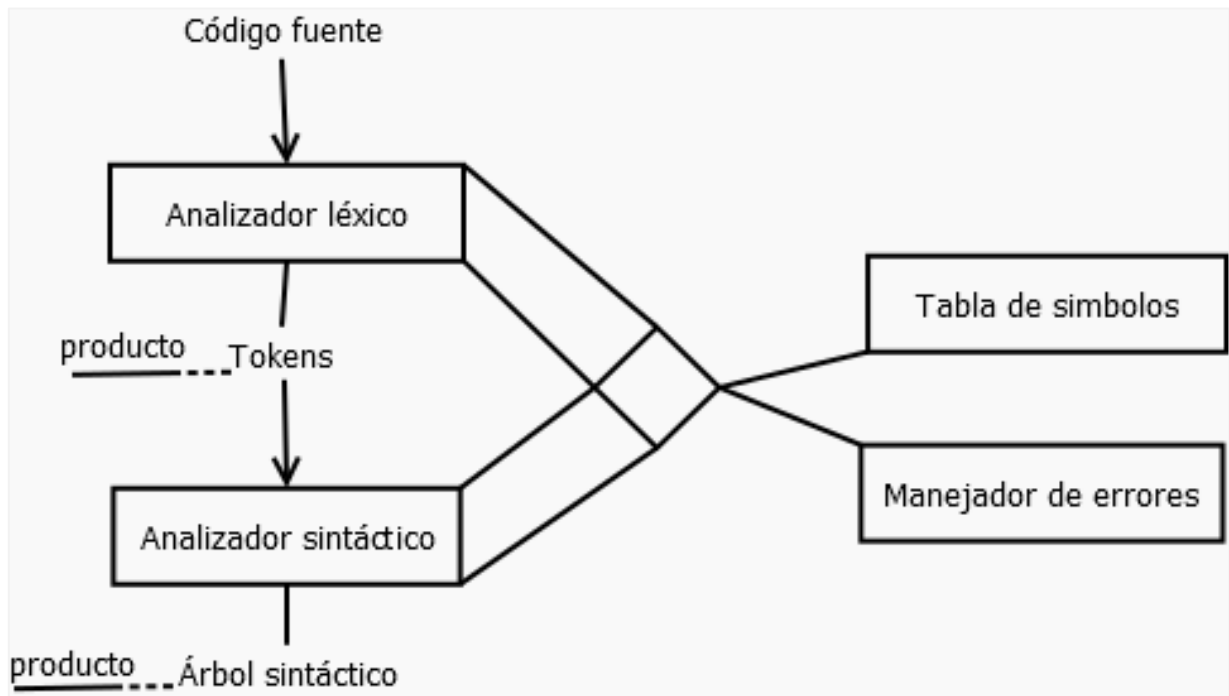 Código fuente
Analizador léxico
Tabla de simbolos
producto
Tokens
Manejador de errores
Analizador sintáctico
producto
Árbol sintáctico